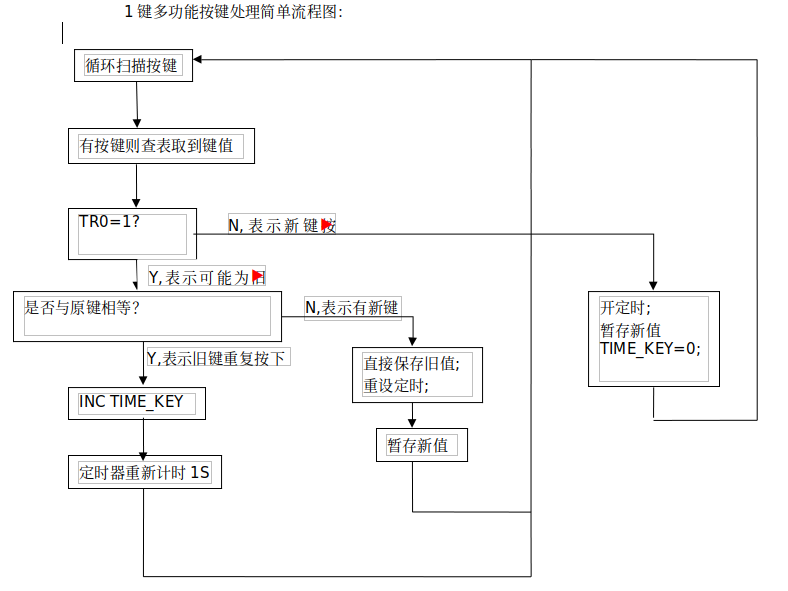 1 键多功能按键处理简单流程图:
循环扫描按键
有按键则查表取到键值
TR0=1?
N, 表示新键按
Y,表示可能为旧
是否与原键相等?
N,表示有新键
开定时;
暂存新值
TIME_KEY=0;
Y,表示旧键重复按下
直接保存旧值;
重设定时;
INC TIME_KEY
暂存新值
定时器重新计时 1S